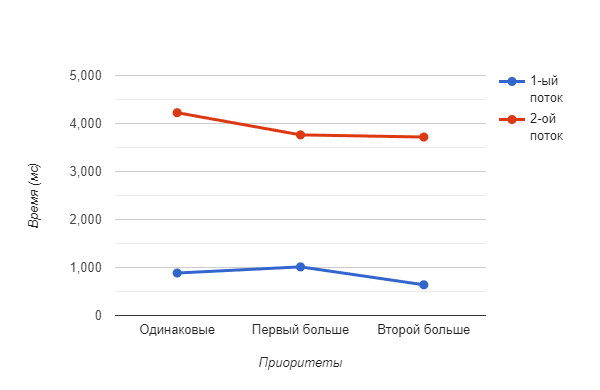 5,000
4,000
3,000
2,000
1,000
0
Время (мс)
Одинаковые Первый больше Второй больше
Приоритеты
1-ый
поток
2-ой
поток